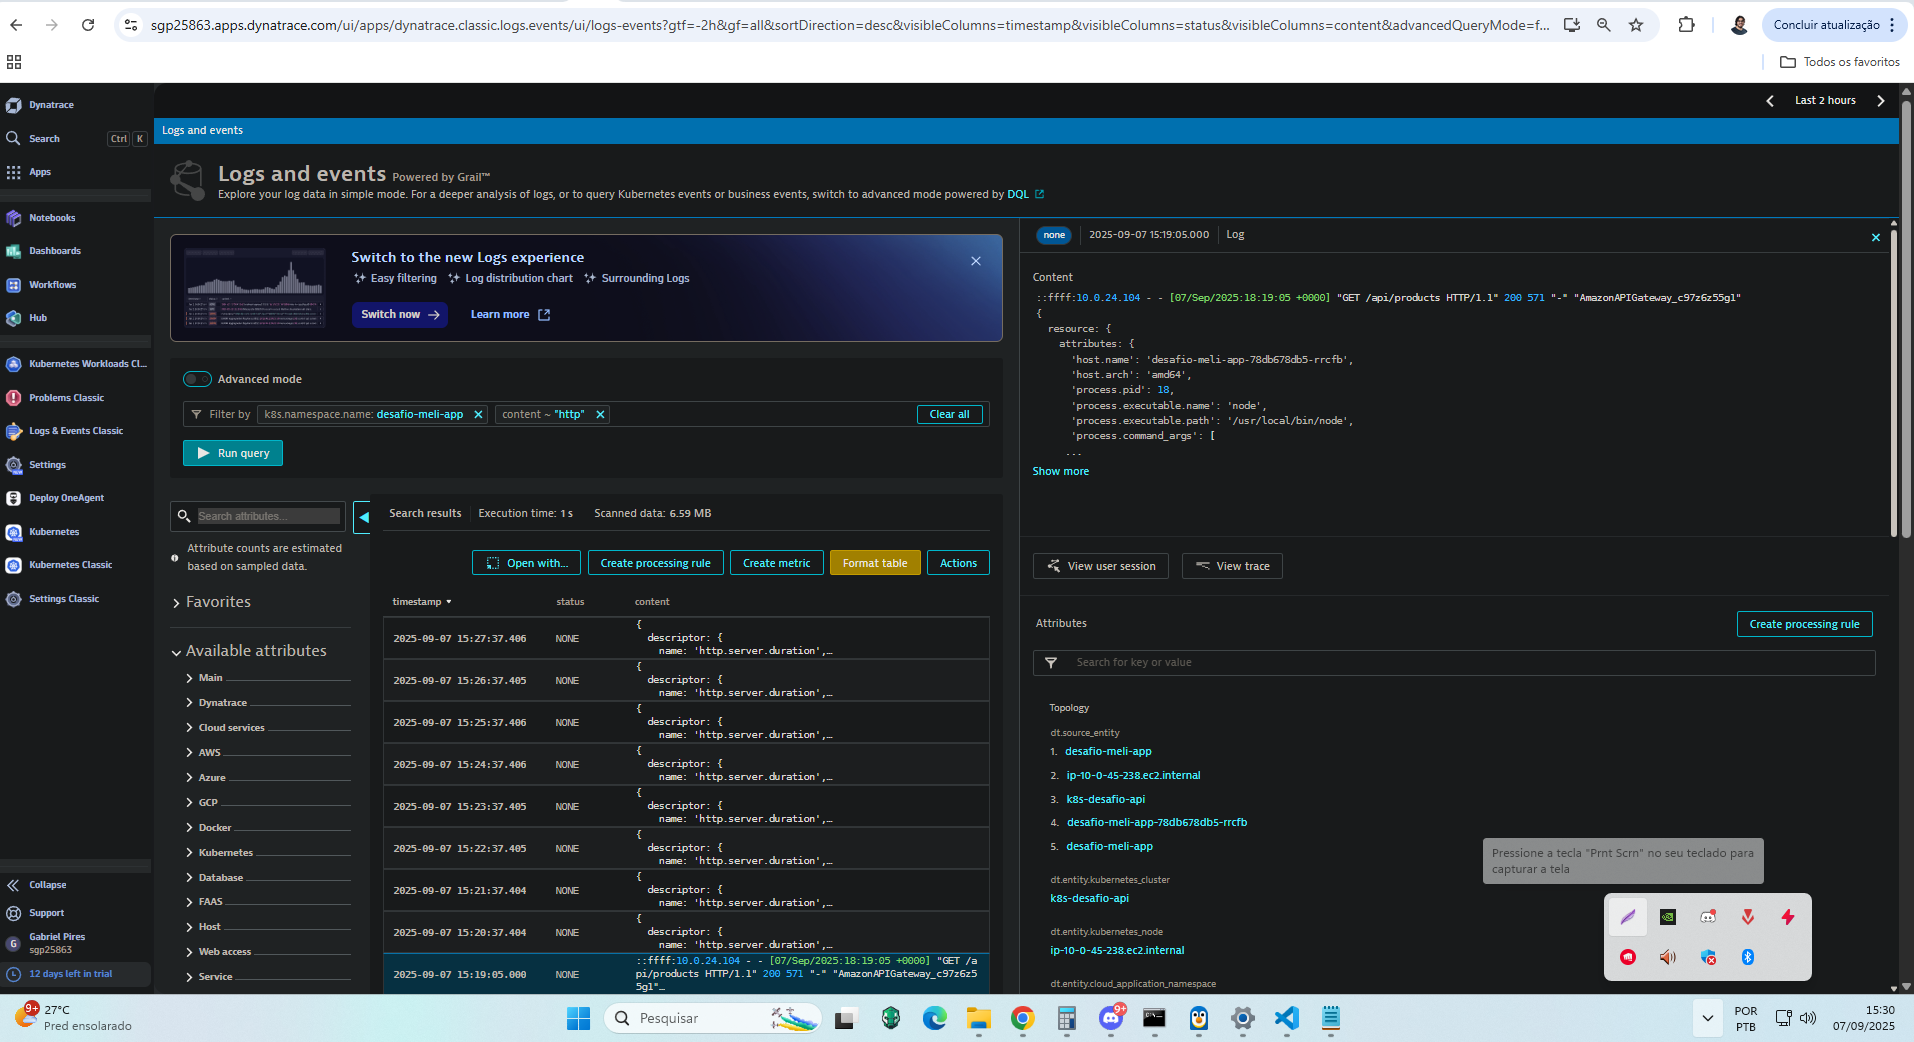 sgp25863.apps.dynatrace.com/ui/apps/dynatrace.classic.logs.events/ui/logs-events?gtf=-2h&gf=all&sortDirection=desc&visibleColumns=timestamp&visibleColumns=status&visibleColumns=content&advancedQueryMode=f...
Concluir atualização
Todos os favoritos
Dynatrace
Search
Ctrl K
Apps
Notebooks
Dashboards
Workflows
Hub
Kubernetes Workloads Cl...
Problems Classic
Logs & Events Classic
Settings
Deploy OneAgent
Kubernetes
Kubernetes Classic
Settings Classic
Collapse
Support
G
Gabriel Pires
sgp25863
12 days left in trial
Last 2 hours
Logs and events
Logs and events Powered by Grail™
Explore your log data in simple mode. For a deeper analysis of logs, or to query Kubernetes events or business events, switch to advanced mode powered by DQL
Switch to the new Logs experience
Easy filtering Log distribution chart Surrounding Logs
Switch now
Learn more
Advanced mode
Filter by k8s.namespace.name: desafio-meli-app content ~ "http" Clear all
Run query
Search attributes...
Attribute counts are estimated
based on sampled data.
Favorites
Available attributes
Main
Dynatrace
Cloud services
AWS
Azure
GCP
Docker
Kubernetes
Database
FAAS
Host
Web access
Service
Search results Execution time: 1 s Scanned data: 6.59 MB
Open with... Create processing rule Create metric Format table Actions
timestamp status content
{
2025-09-07 15:27:37.406 NONE descriptor: {
name: 'http.server.duration',…
{
2025-09-07 15:26:37.405 NONE descriptor: {
name: 'http.server.duration',…
{
2025-09-07 15:25:37.406 NONE descriptor: {
name: 'http.server.duration',…
{
2025-09-07 15:24:37.406 NONE descriptor: {
name: 'http.server.duration',…
{
2025-09-07 15:23:37.405 NONE descriptor: {
name: 'http.server.duration',…
{
2025-09-07 15:22:37.405 NONE descriptor: {
name: 'http.server.duration',…
{
2025-09-07 15:21:37.404 NONE descriptor: {
name: 'http.server.duration',…
{
2025-09-07 15:20:37.404 NONE descriptor: {
name: 'http.server.duration',…
::ffff:10.0.24.104 - - [07/Sep/2025:18:19:05 +0000] "GET /a
2025-09-07 15:19:05.000 NONE pi/products HTTP/1.1" 200 571 "-" "AmazonAPIGateway_c97z6z5
5g1"…
none 2025-09-07 15:19:05.000 Log
Content
::ffff:10.0.24.104 - - [07/Sep/2025:18:19:05 +0000] "GET /api/products HTTP/1.1" 200 571 "-" "AmazonAPIGateway_c97z6z55g1"
{
resource: {
attributes: {
'host.name': 'desafio-meli-app-78db678db5-rrcfb',
'host.arch': 'amd64',
'process.pid': 18,
'process.executable.name': 'node',
'process.executable.path': '/usr/local/bin/node',
'process.command_args': [
...
Show more
View user session View trace
Attributes
Create processing rule
Search for key or value
Topology
dt.source_entity
1. desafio-meli-app
2. ip-10-0-45-238.ec2.internal
3. k8s-desafio-api
4. desafio-meli-app-78db678db5-rrcfb
5. desafio-meli-app
dt.entity.kubernetes_cluster
k8s-desafio-api
dt.entity.kubernetes_node
ip-10-0-45-238.ec2.internal
dt.entity.cloud_application_namespace
Pressione a tecla "Prnt Scrn" no seu teclado para
capturar a tela
9+
27°C
Pred ensolarado
Pesquisar
9+
POR
PTB
15:30
07/09/2025